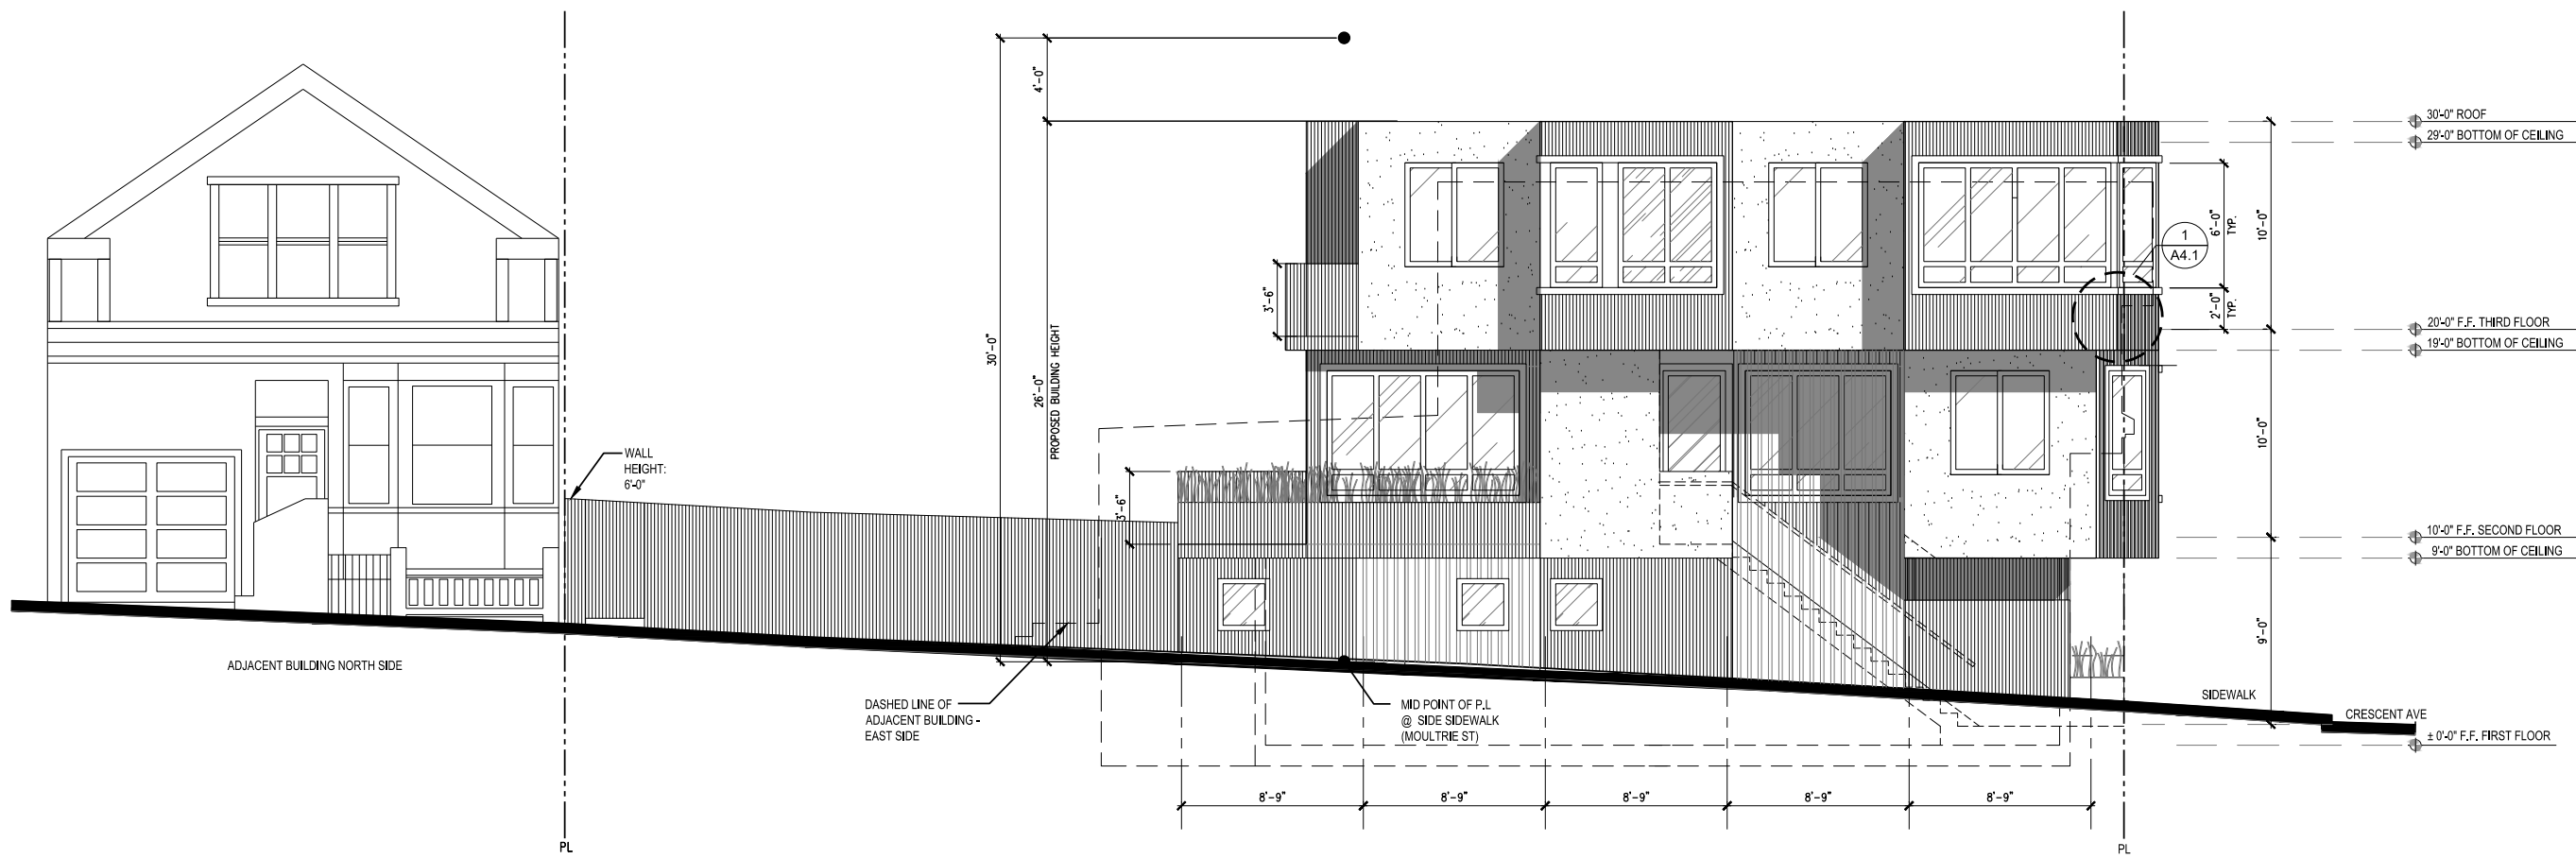 4'-0"
30'-0"
26'-0"
PROPOSED BUILDING HEIGHT
3'-6"
3'-6"
WALL
HEIGHT:
6'-0"
ADJACENT BUILDING NORTH SIDE
DASHED LINE OF
ADJACENT BUILDING -
EAST SIDE
MID POINT OF P.L
@ SIDE SIDEWALK
(MOULTRIE ST)
8'-9"
8'-9"
8'-9"
8'-9"
8'-9"
PL
PL
1
A4.1
6'-0"
TYP.
2'-0"
TYP.
10'-0"
10'-0"
9'-0"
30'-0" ROOF
29'-0" BOTTOM OF CEILING
20'-0" F.F. THIRD FLOOR
19'-0" BOTTOM OF CEILING
10'-0" F.F. SECOND FLOOR
9'-0" BOTTOM OF CEILING
SIDEWALK
CRESCENT AVE
± 0'-0" F.F. FIRST FLOOR